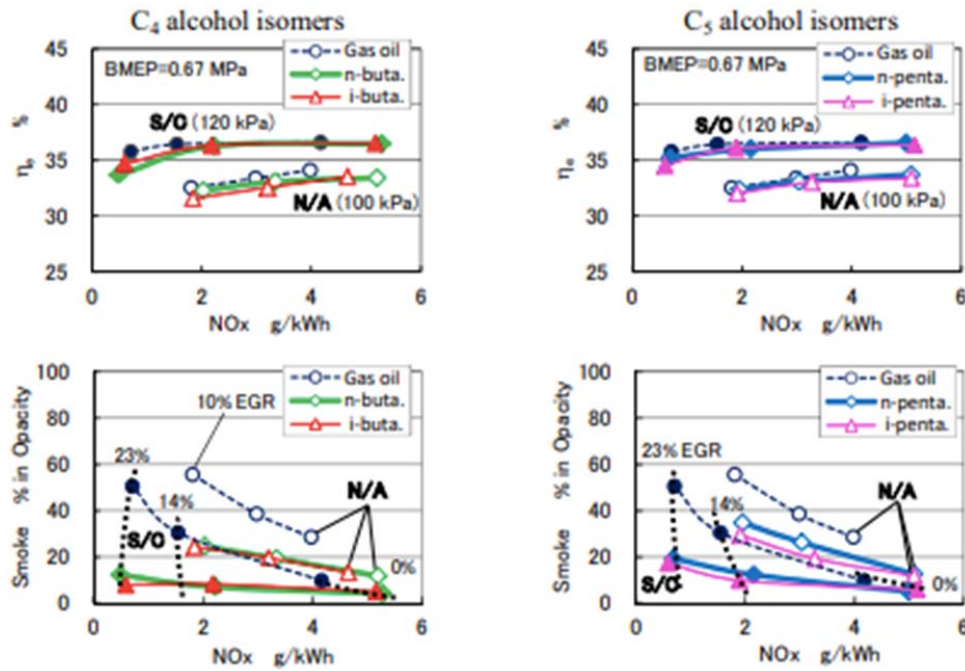 C4 alcohol isomers
C5 alcohol isomers
45
40
35
30
25
%
ηe
BMEP=0.67 MPa
Gas oil
n-buta.
i-buta.
S/C (120 kPa)
N/A (100 kPa)
0 2 4 6
NOx g/kWh
45
40
35
30
25
%
ηe
BMEP=0.67 MPa
Gas oil
n-penta.
i-penta.
S/C (120 kPa)
N/A (100 kPa)
0 2 4 6
NOx g/kWh
100
80
60
40
20
0
Smoke % in Opacity
Gas oil
n-buta.
i-buta.
10% EGR
23%
14%
N/A
S/C
0%
0 2 4 6
NOx g/kWh
100
80
60
40
20
0
Smoke % in Opacity
Gas oil
n-penta.
i-penta.
23% EGR
14%
N/A
S/C
0%
0 2 4 6
NOx g/kWh